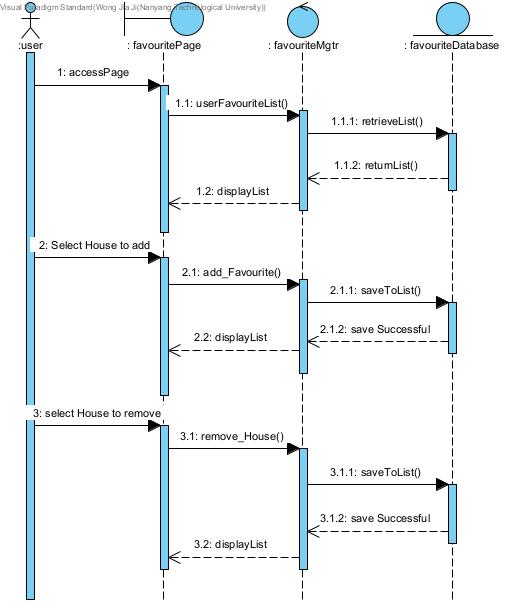 Visual Paradigm Standard(Wong Jia Ji(Nanyang Technological University))
:user
: favouritePage
: favouriteMgtr
: favouriteDatabase
1: accessPage
1.1: userFavouriteList()
1.1.1: retrieveList()
1.1.2: returnList()
1.2: displayList
2: Select House to add
2.1: add_Favourite()
2.1.1: saveToList()
2.1.2: save Successful
2.2: displayList
3: select House to remove
3.1: remove_House()
3.1.1: saveToList()
3.1.2: save Successful
3.2: displayList